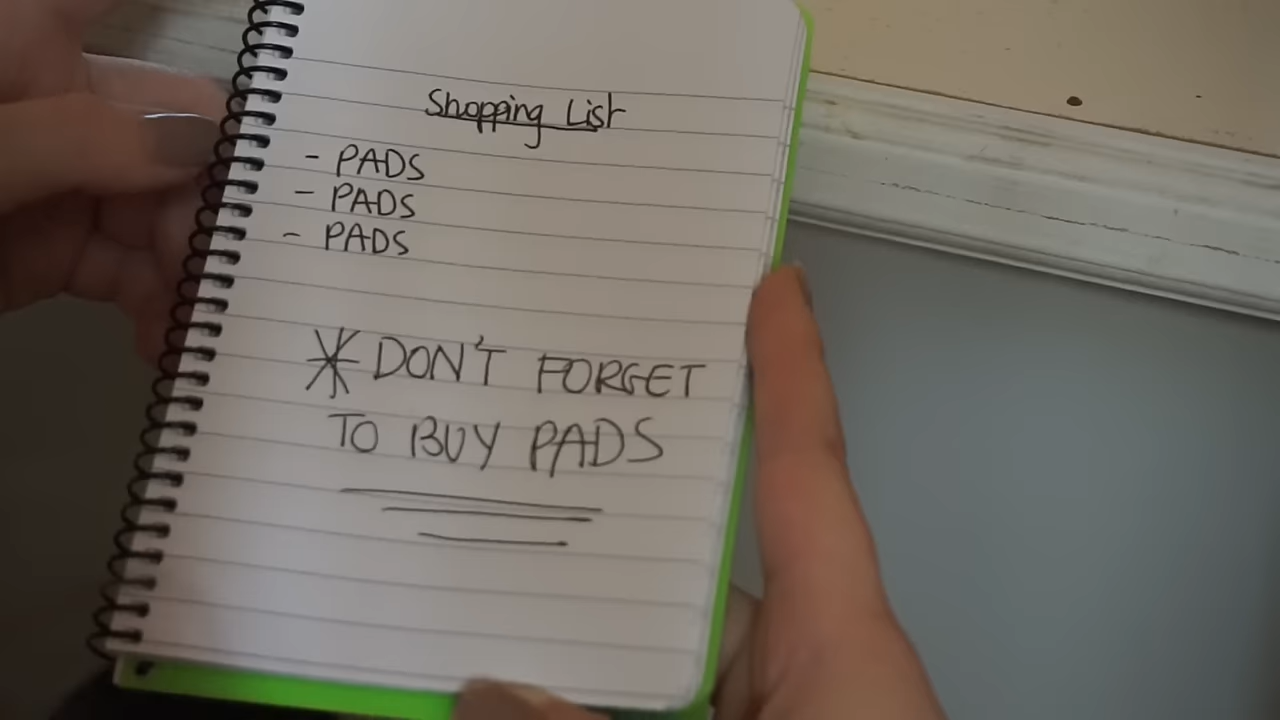 Shopping List
- PADS
- PADS
- PADS
* DON'T FORGET
TO BUY PADS